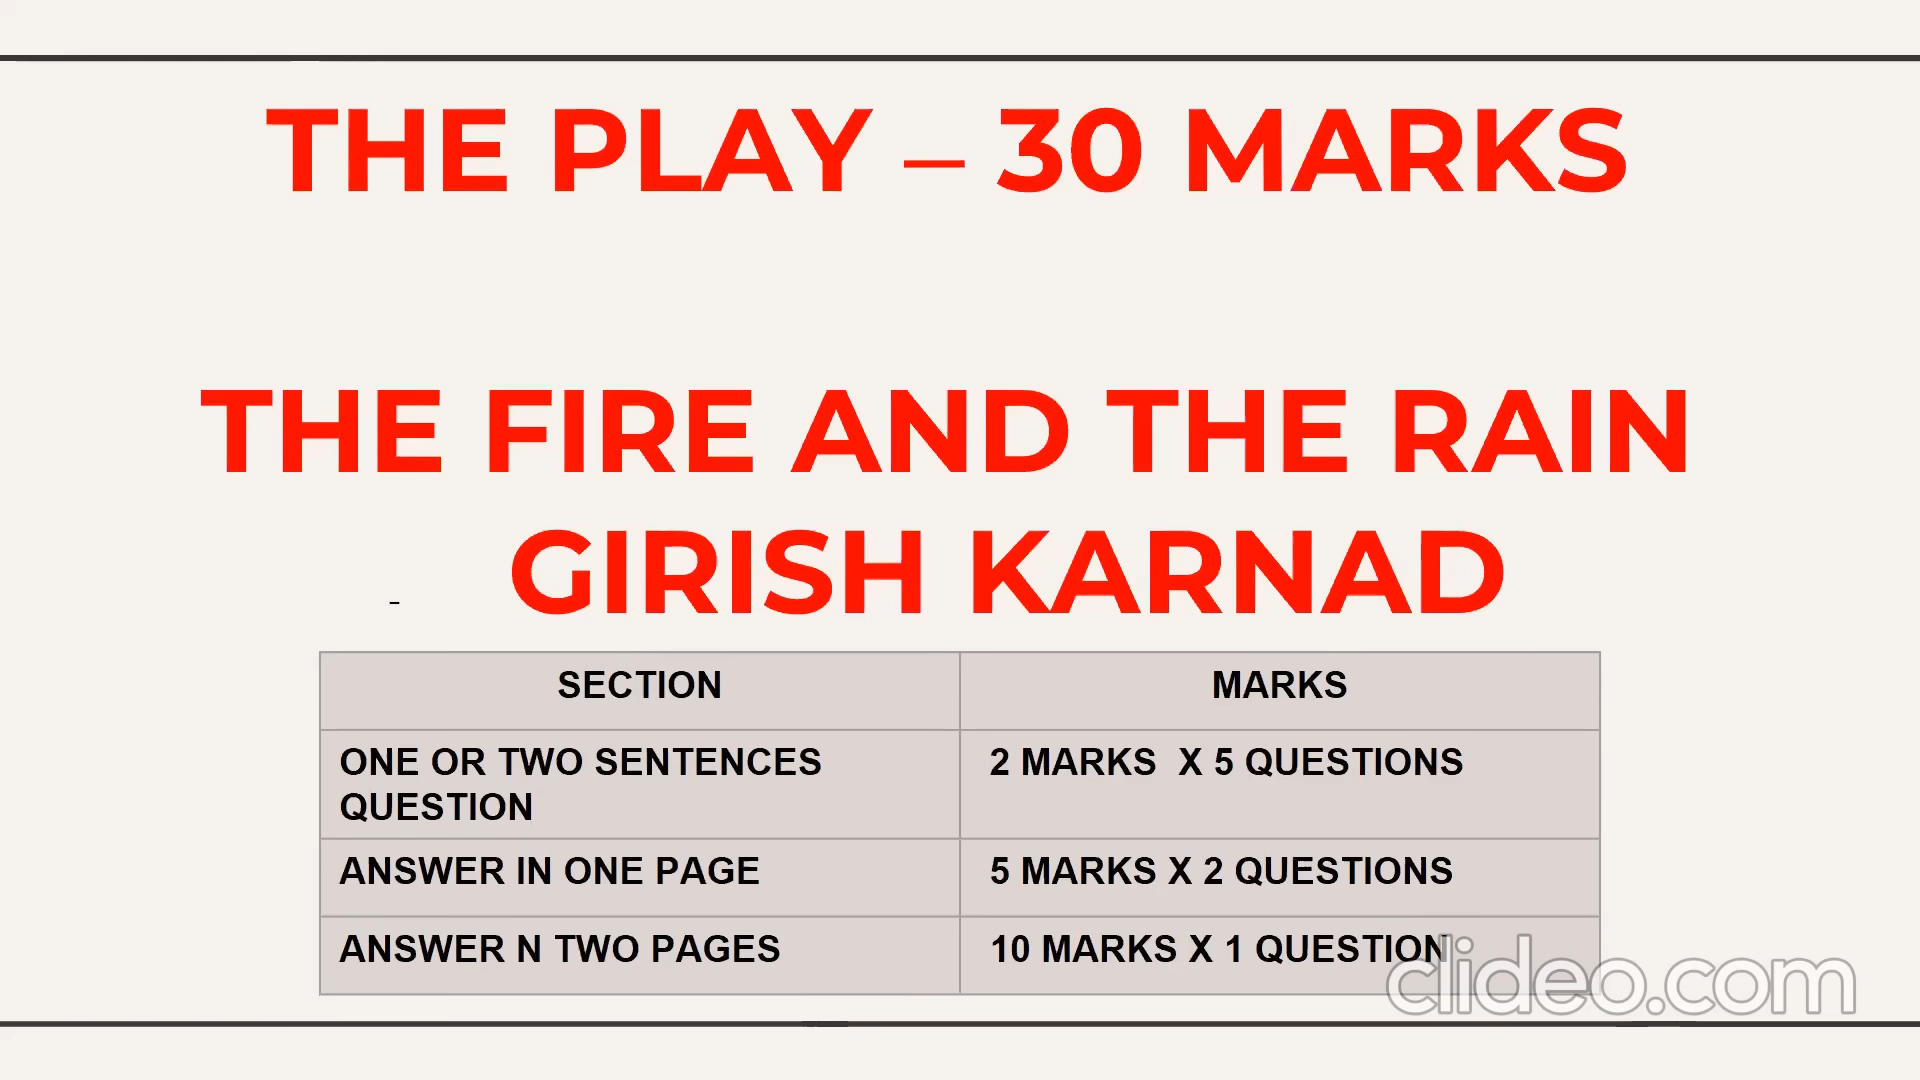 THE PLAY – 30 MARKS
THE FIRE AND THE RAIN
- GIRISH KARNAD
SECTION MARKS
ONE OR TWO SENTENCES 2 MARKS X 5 QUESTIONS
QUESTION
ANSWER IN ONE PAGE 5 MARKS X 2 QUESTIONS
ANSWER N TWO PAGES 10 MARKS X 1 QUESTION
clideo.com